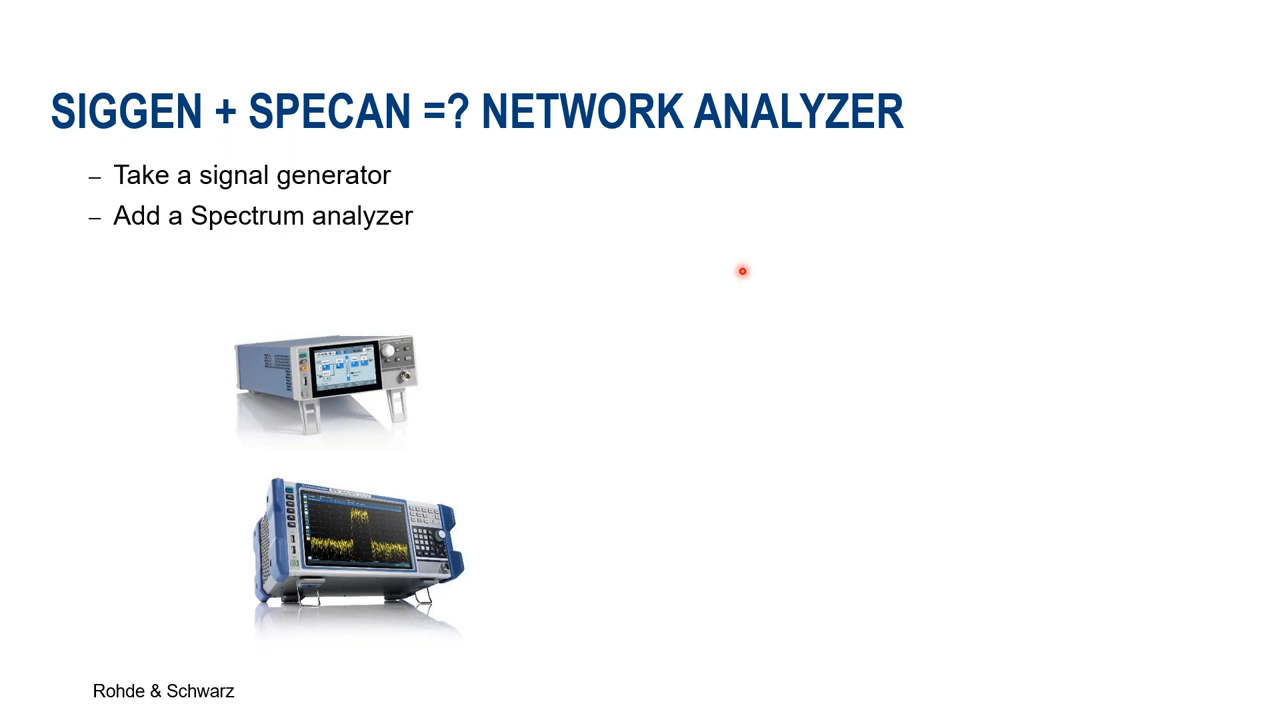 SIGGEN + SPECAN =? NETWORK ANALYZER
– Take a signal generator
– Add a Spectrum analyzer
Rohde & Schwarz